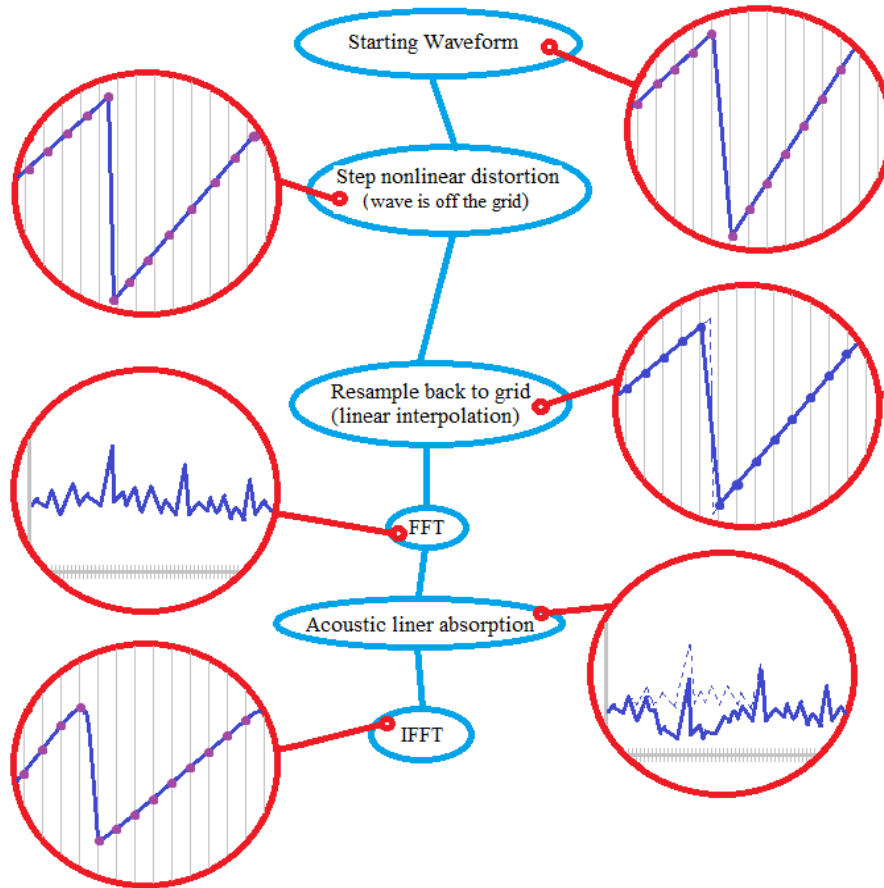 Starting Waveform
Step nonlinear distortion
(wave is off the grid)
Resample back to grid
(linear interpolation)
FFT
Acoustic liner absorption
IFFT